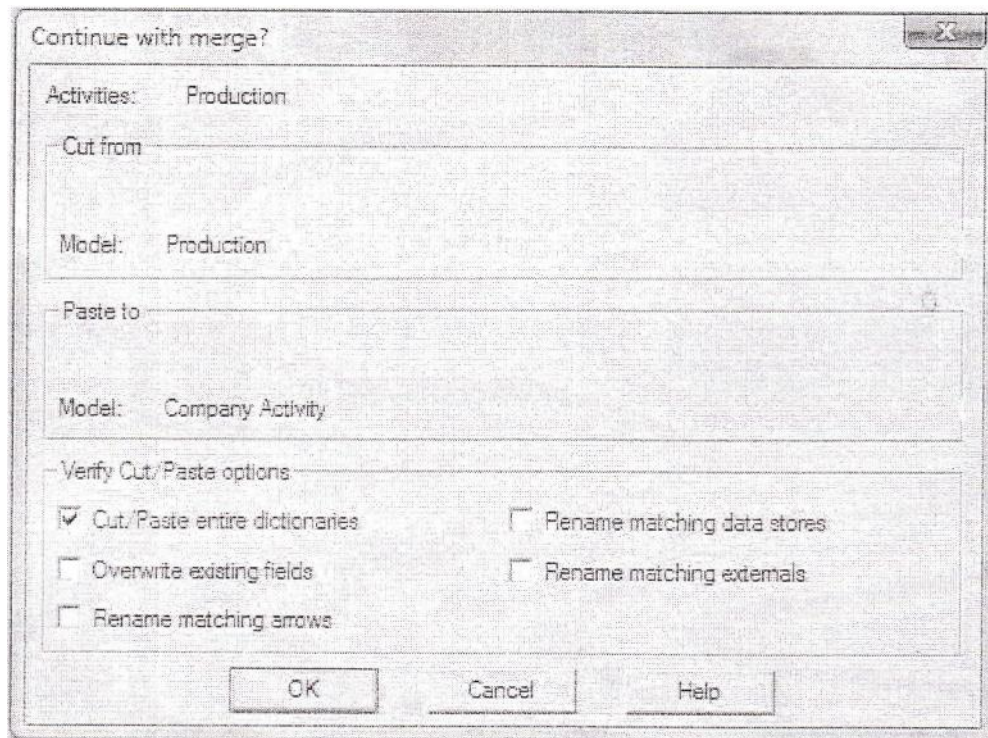 Continue with merge?
Activities: Production
Cut from
Model: Production
Paste to
Model: Company Activity
Verify Cut/Paste options
Cut/Paste entire dictionaries
Rename matching data stores
Overwrite existing fields
Rename matching externals
Rename matching arrows
OK Cancel Help